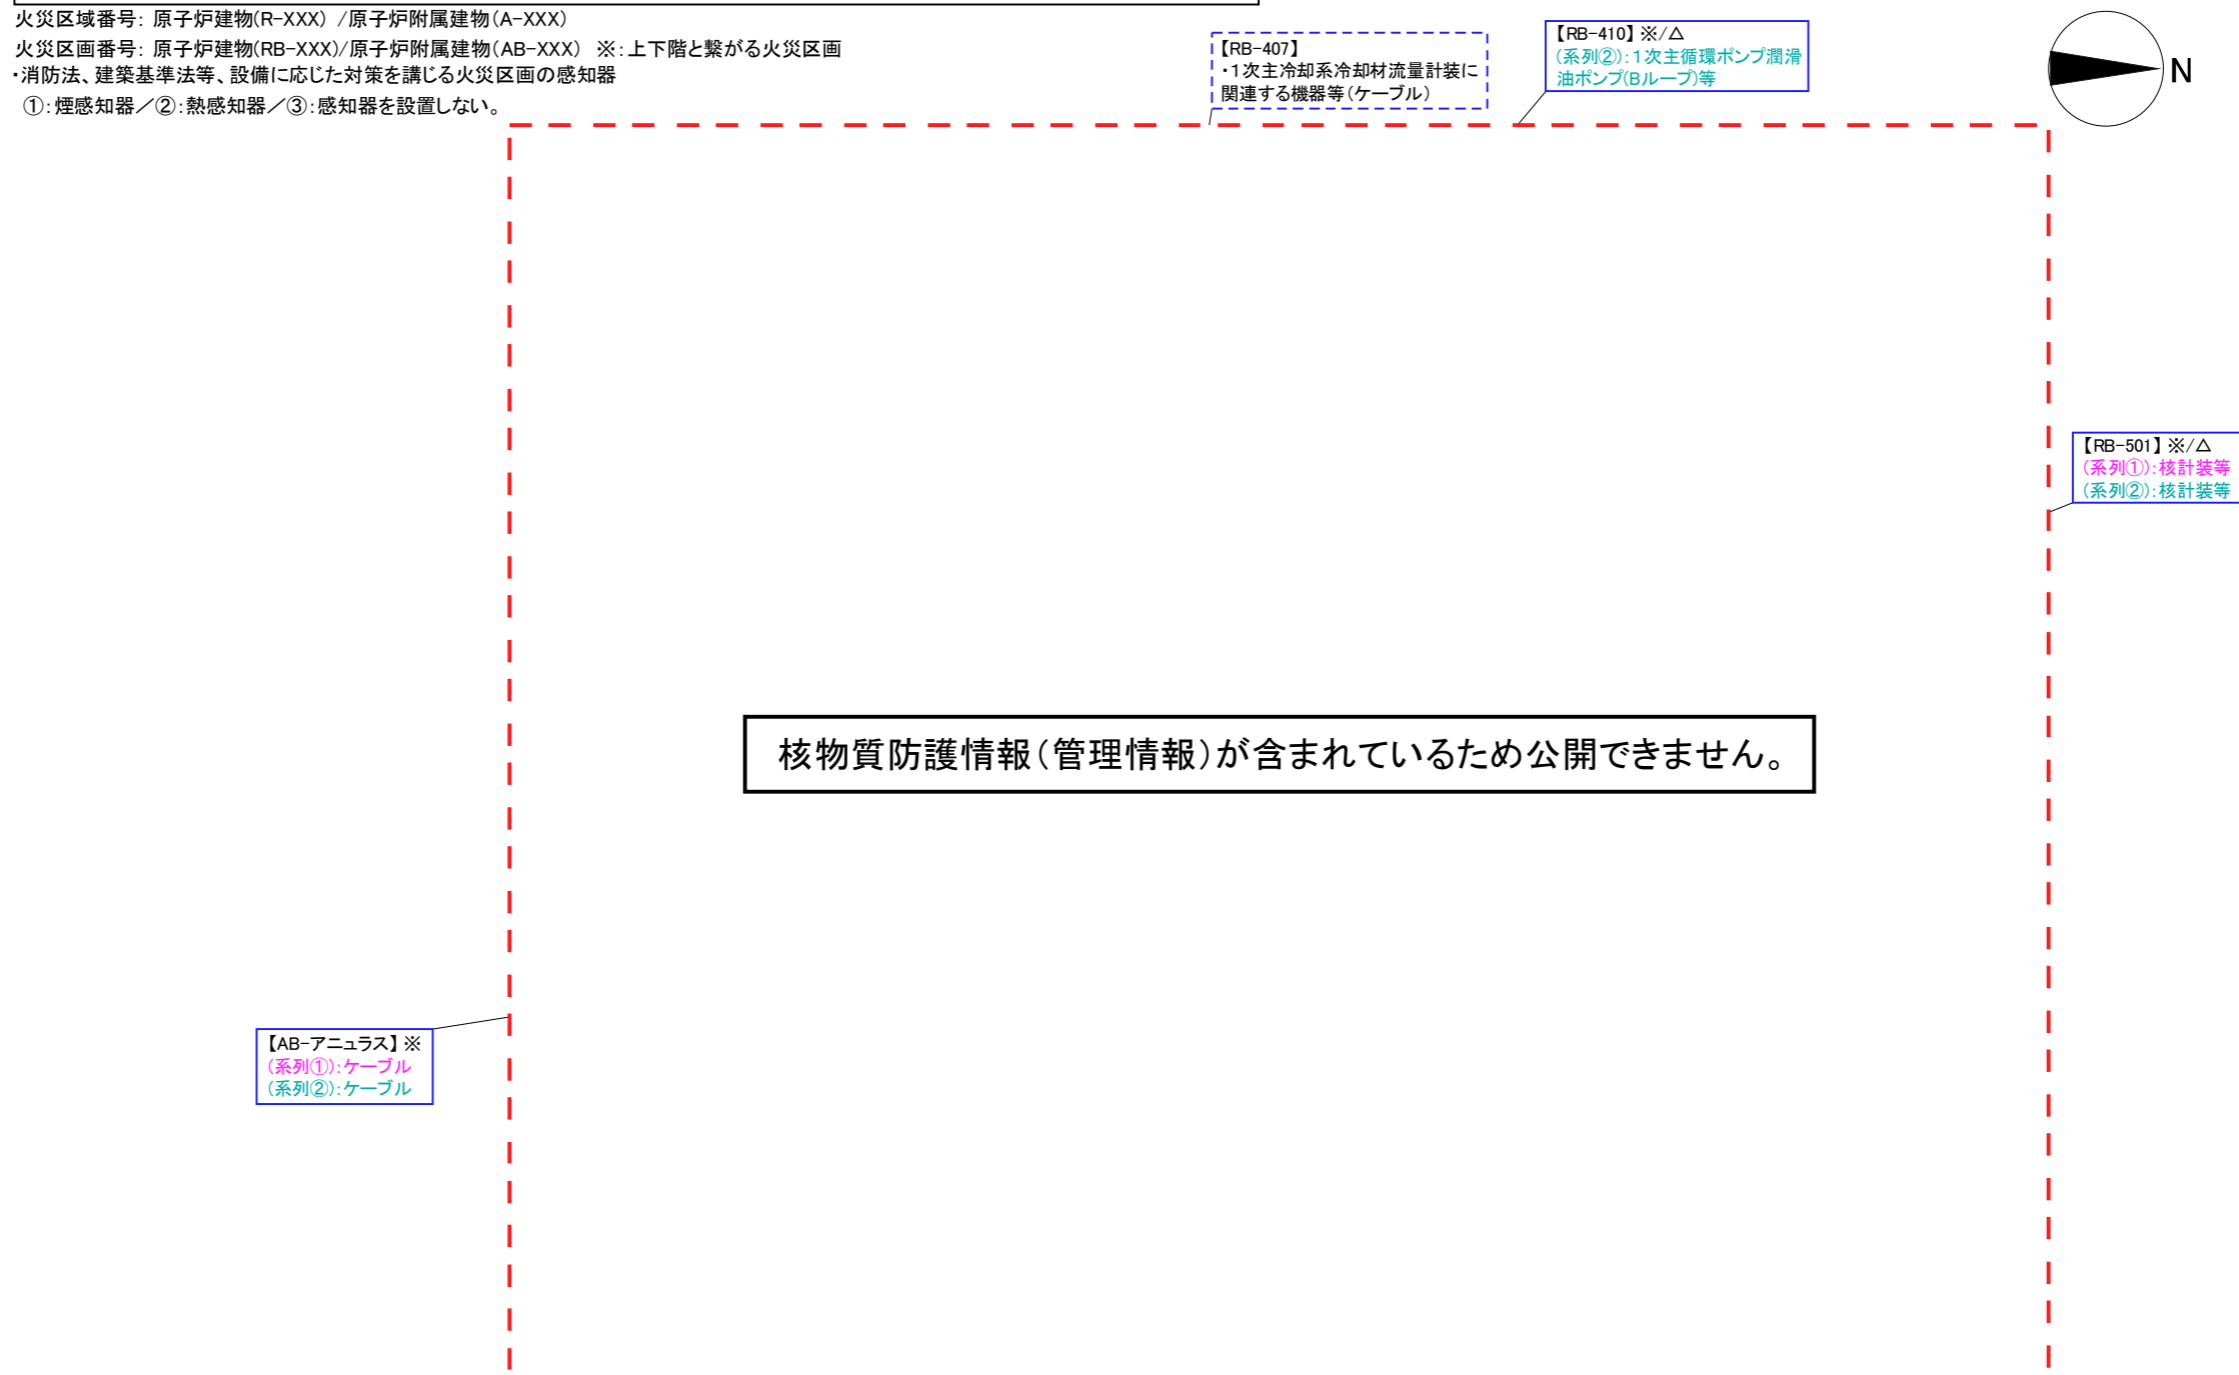 火災区域番号: 原子炉建物(R-XXX) /原子炉附属建物(A-XXX)
火災区画番号: 原子炉建物(RB-XXX)/原子炉附属建物(AB-XXX) ※:上下階と繋がる火災区画
・消防法、建築基準法等、設備に応じた対策を講じる火災区画の感知器
①:煙感知器／②:熱感知器／③:感知器を設置しない。
【RB-407】
・1次主冷却系冷却材流量計装に
関連する機器等(ケーブル)
【RB-410】※/△
(系列②):1次主循環ポンプ潤滑
油ポンプ(Bループ)等
N
【RB-501】※/△
(系列①):核計装等
(系列②):核計装等
核物質防護情報(管理情報)が含まれているため公開できません。
【AB-アニュラス】※
(系列①):ケーブル
(系列②):ケーブル